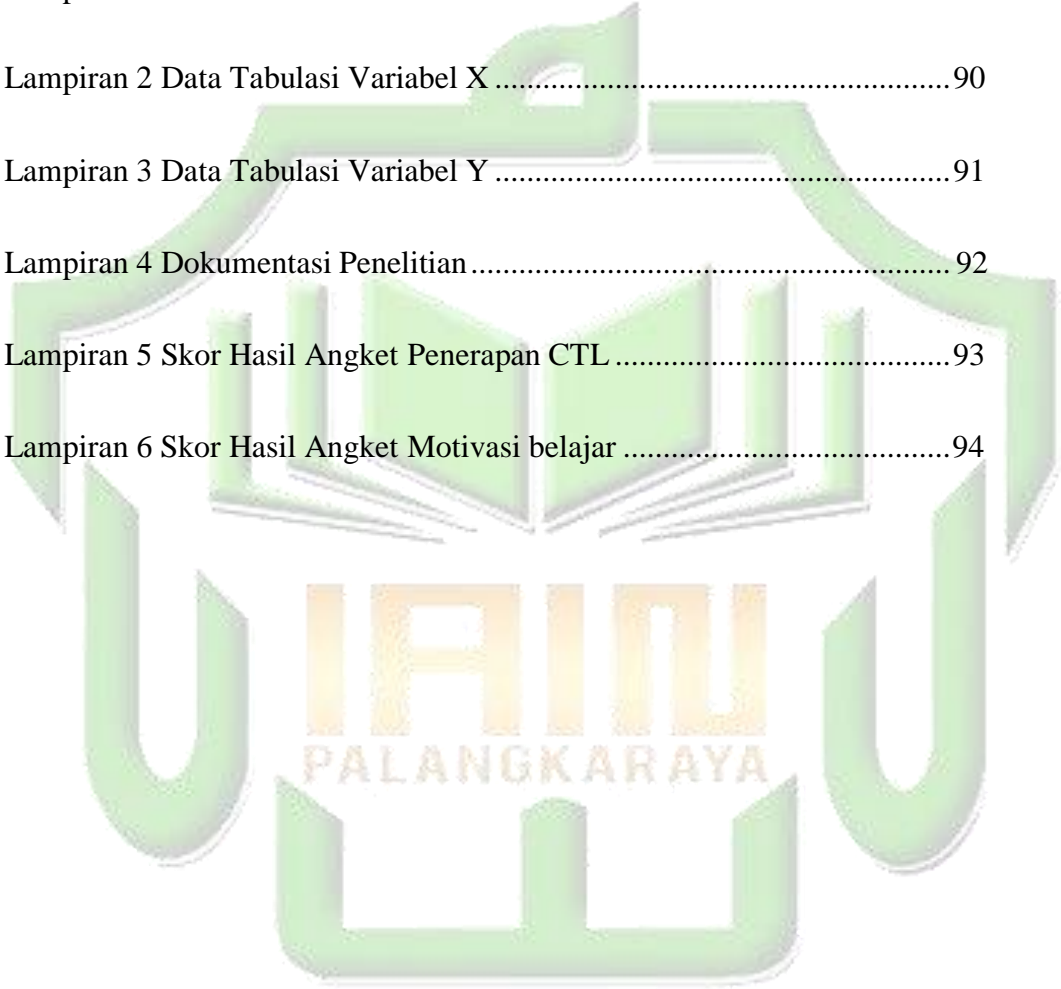 Lampiran 2 Data Tabulasi Variabel X ..................................................... 90
Lampiran 3 Data Tabulasi Variabel Y ..................................................... 91
Lampiran 4 Dokumentasi Penelitian ........................................................ 92
Lampiran 5 Skor Hasil Angket Penerapan CTL ....................................... 93
Lampiran 6 Skor Hasil Angket Motivasi belajar ...................................... 94
IAIN
PALANGKARAYA